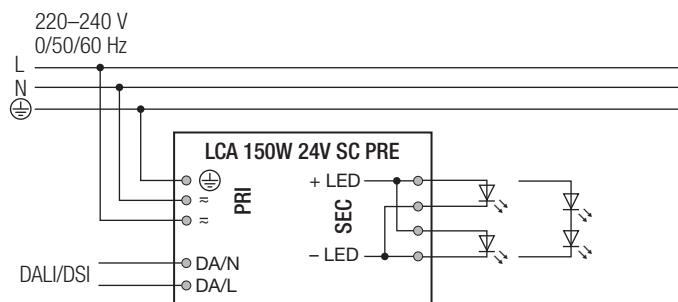 220–240 V
0/50/60 Hz
L
N
LCA 150W 24V SC PRE
PRI
≂
≂
+ LED
SEC
– LED
DALI/DSI
DA/N
DA/L